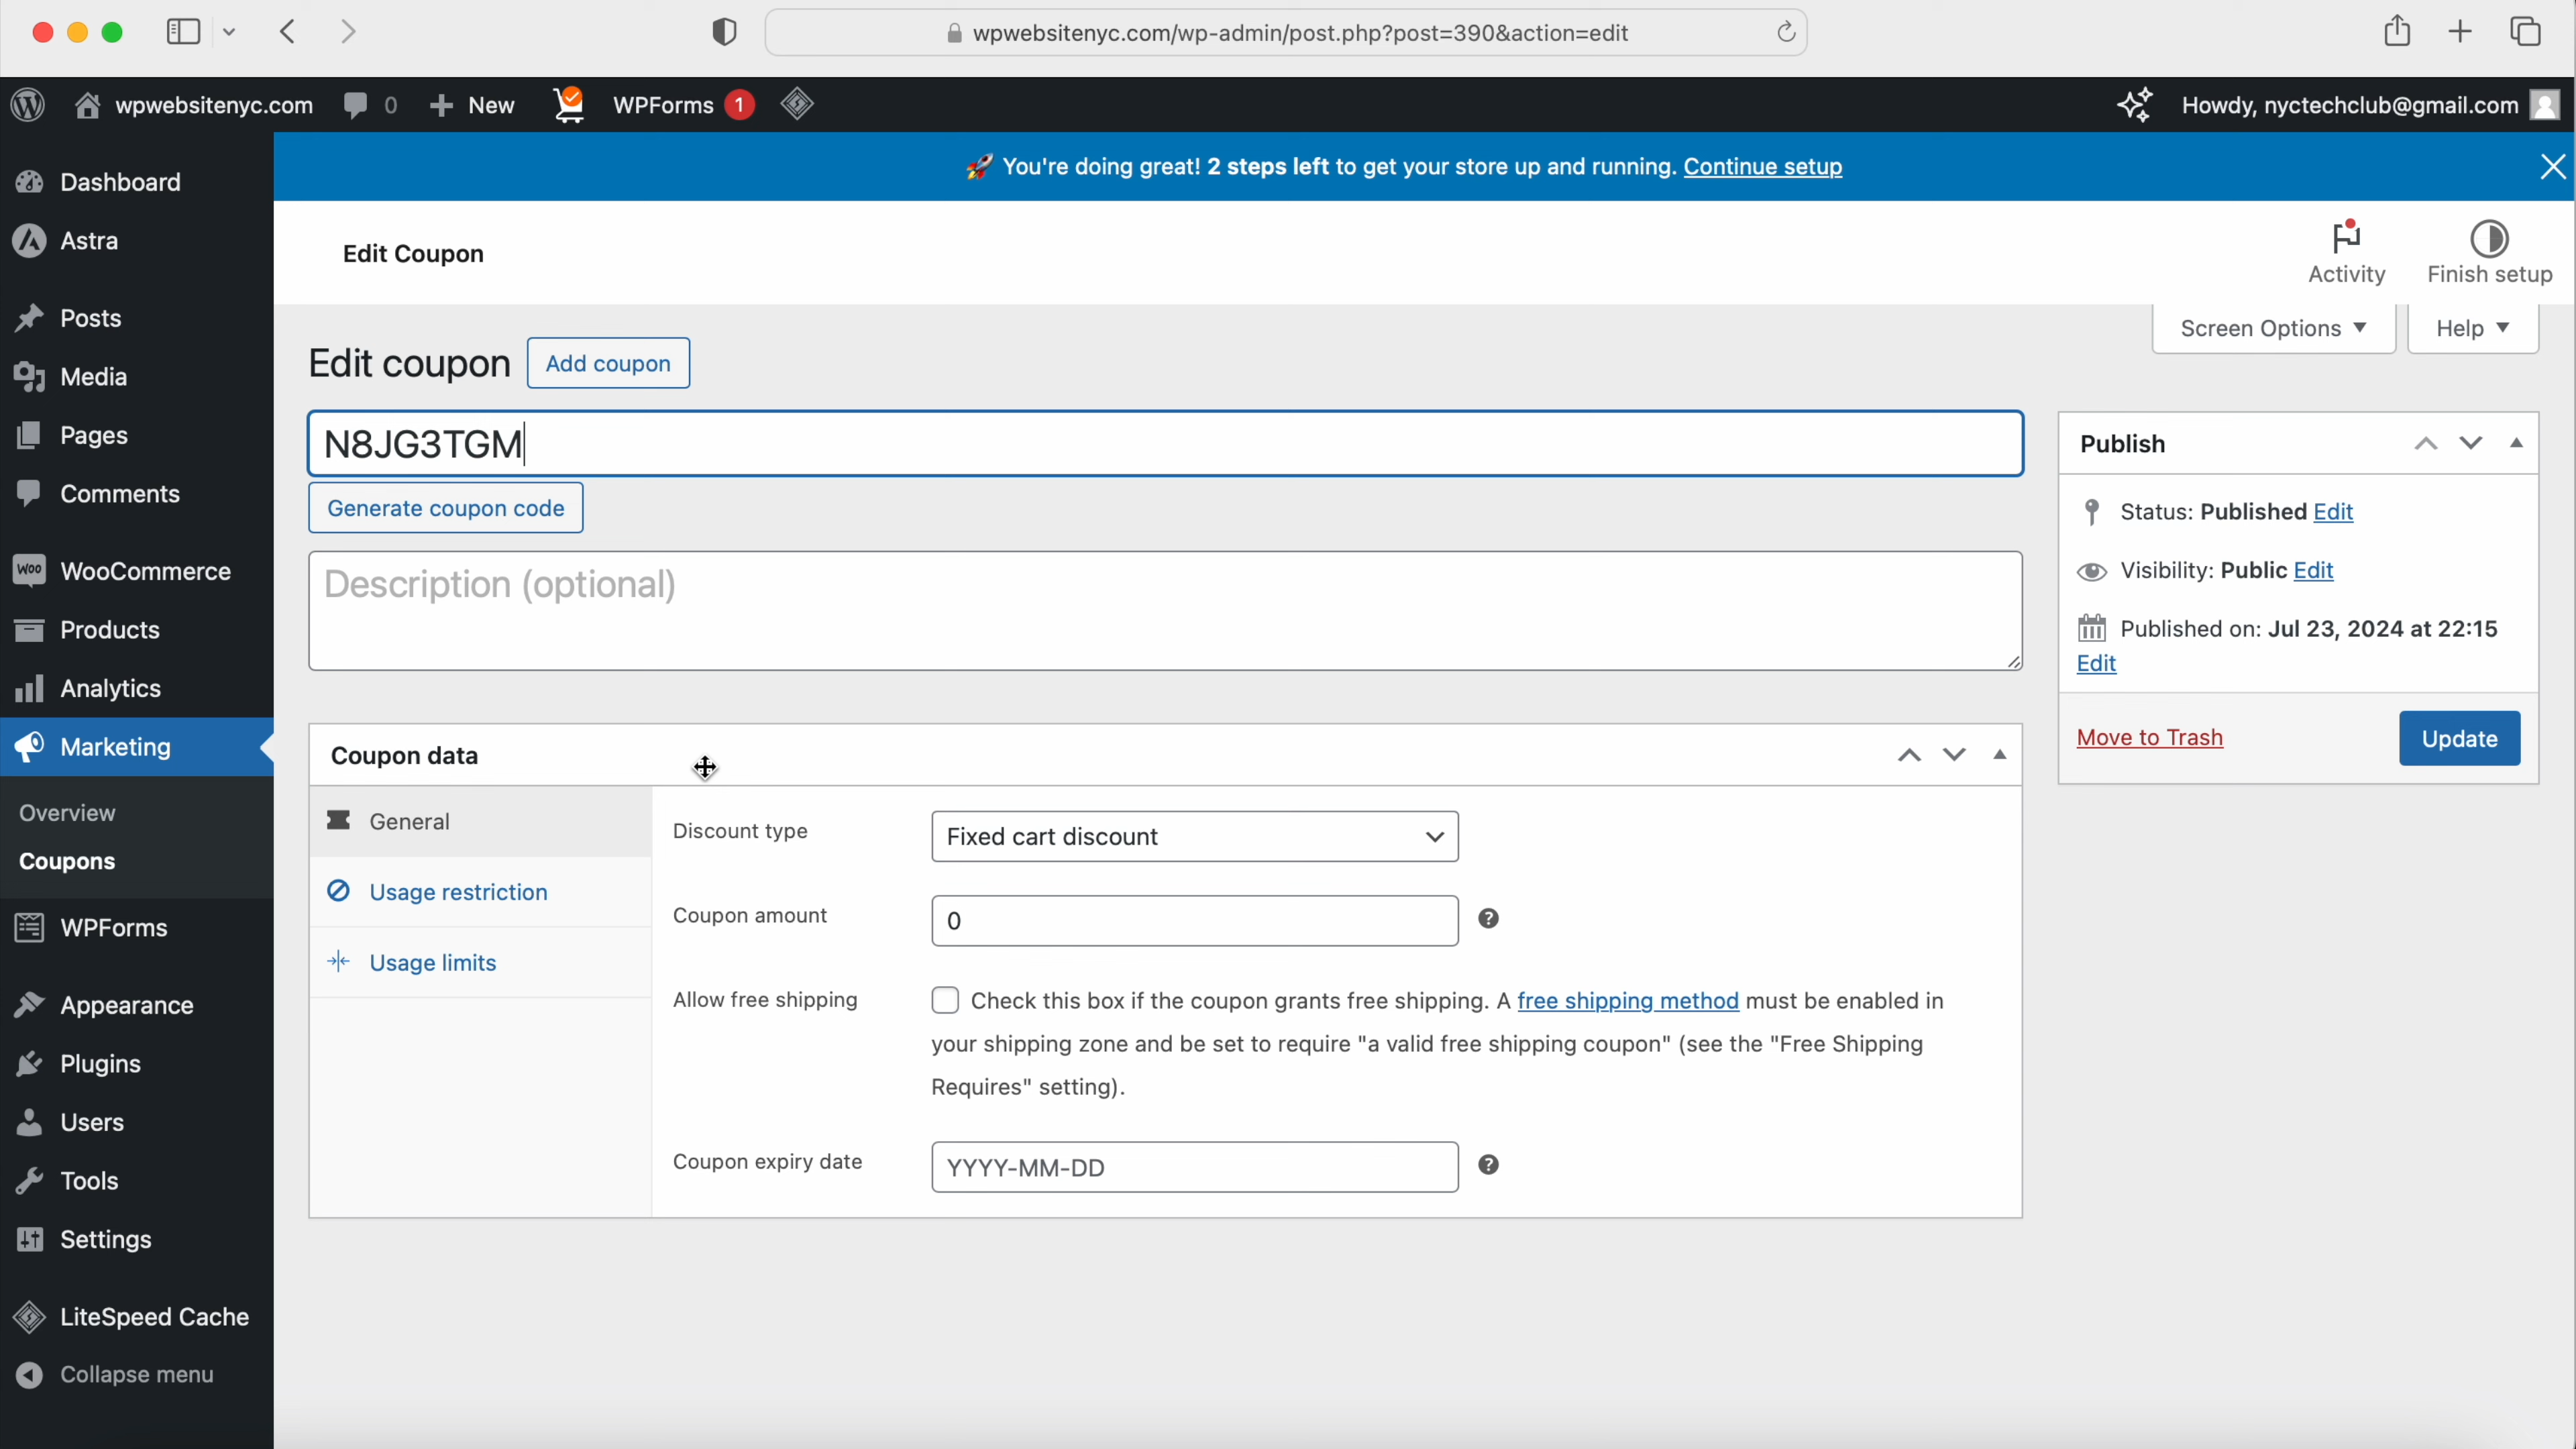 wpwebsitenyc.com/wp-admin/post.php?post=390&action=edit
wpwebsitenyc.com 0 New WPForms 1 Howdy, nyctechclub@gmail.com
🚀 You're doing great! 2 steps left to get your store up and running. Continue setup
Dashboard
Astra
Posts
Media
Pages
Comments
woo WooCommerce
Products
Analytics
Marketing
Overview
Coupons
WPForms
Appearance
Plugins
Users
Tools
Settings
LiteSpeed Cache
Collapse menu
Edit Coupon
Activity
Finish setup
Screen Options
Help
Edit coupon
Add coupon
N8JG3TGM
Generate coupon code
Description (optional)
Coupon data
General
Usage restriction
Usage limits
Discount type
Fixed cart discount
Coupon amount
0
?
Allow free shipping
Check this box if the coupon grants free shipping. A free shipping method must be enabled in
your shipping zone and be set to require "a valid free shipping coupon" (see the "Free Shipping
Requires" setting).
Coupon expiry date
YYYY-MM-DD
?
Publish
Status: Published Edit
Visibility: Public Edit
Published on: Jul 23, 2024 at 22:15
Edit
Move to Trash
Update